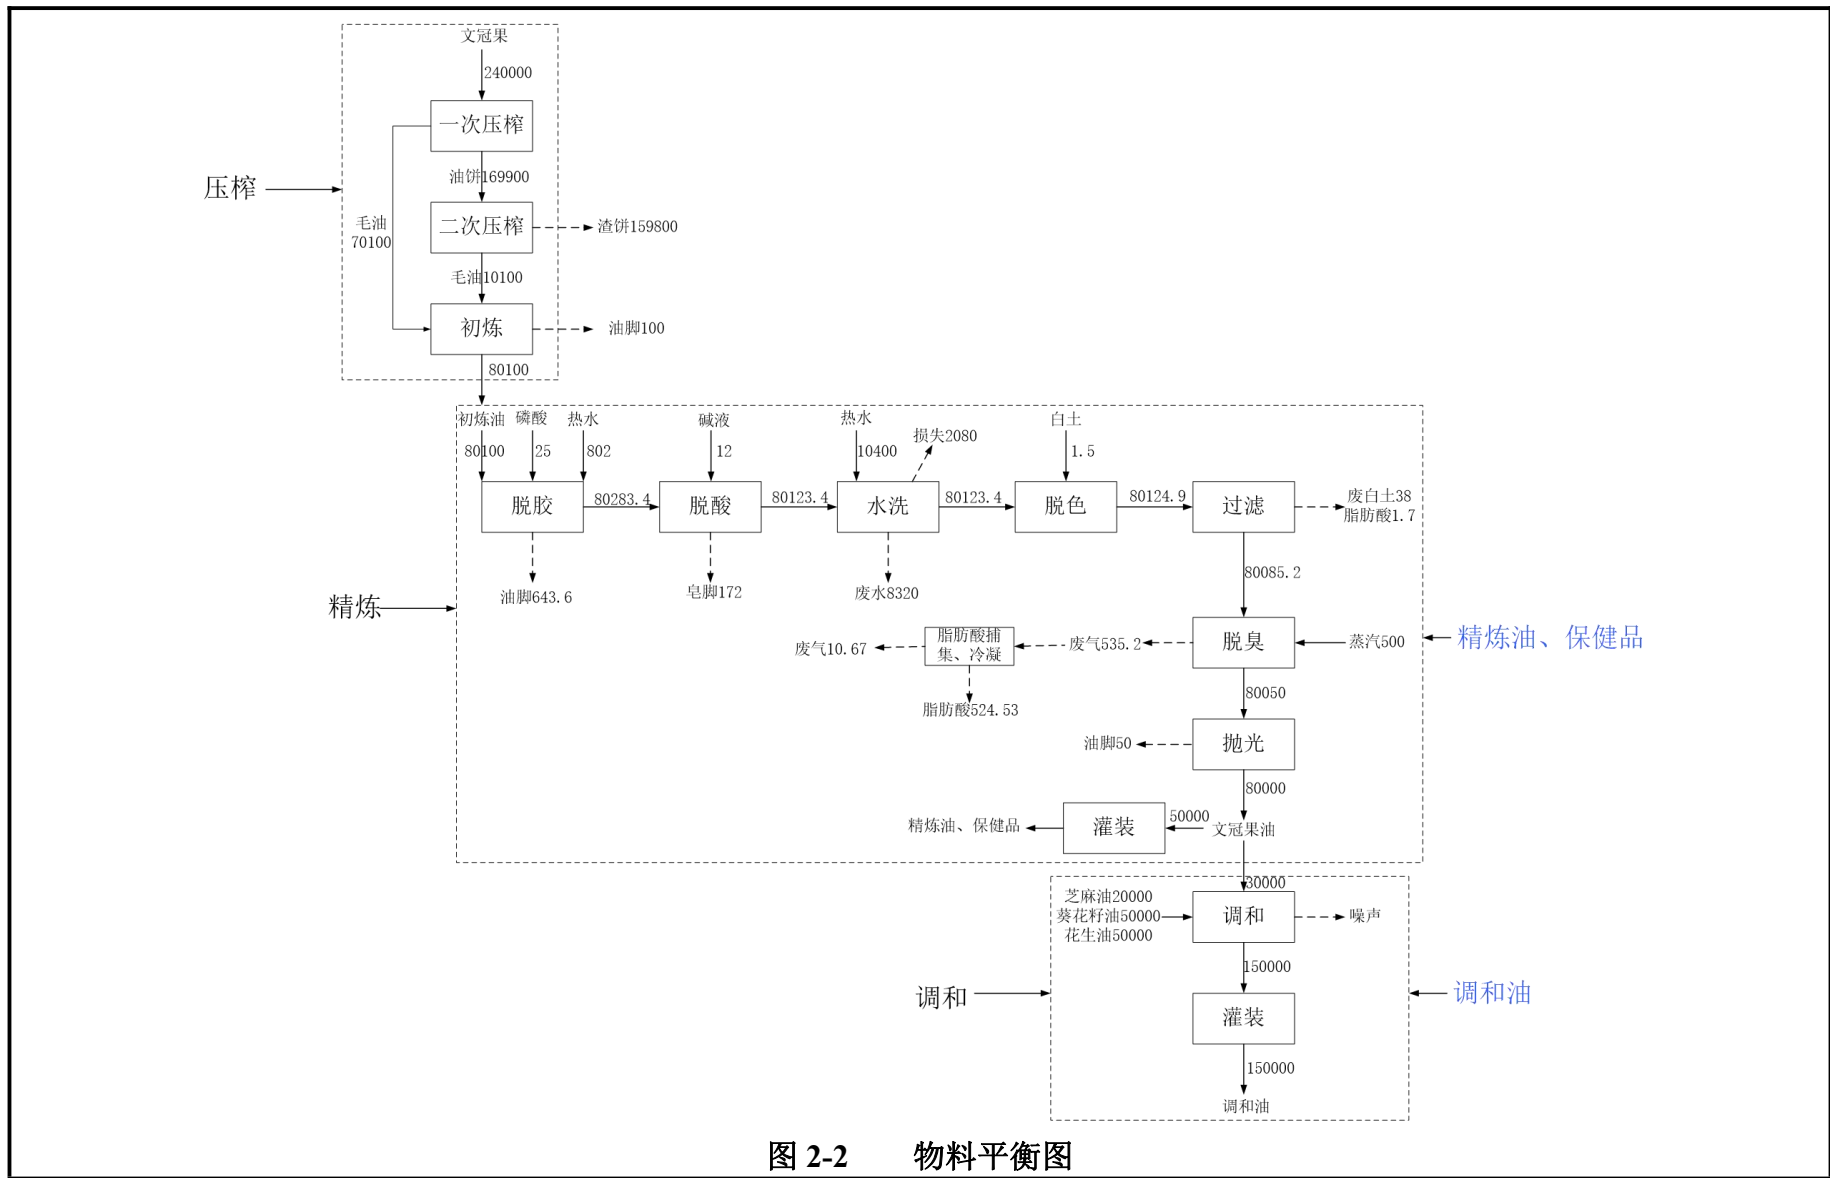 文冠果
240000
一次压榨
油饼169900
压榨
毛油
70100
二次压榨
渣饼159800
毛油10100
初炼
油脚100
80100
初炼油
磷酸
热水
碱液
热水
损失2080
白土
80100
25
802
12
10400
1.5
脱胶
80283.4
脱酸
80123.4
水洗
80123.4
脱色
80124.9
过滤
废白土38
脂肪酸1.7
油脚643.6
皂脚172
废水8320
80085.2
精炼
废气10.67
脂肪酸捕
集、冷凝
废气535.2
脱臭
蒸汽500
精炼油、保健品
脂肪酸524.53
80050
油脚50
抛光
80000
精炼油、保健品
灌装
50000
文冠果油
30000
芝麻油20000
葵花籽油50000
花生油50000
调和
噪声
150000
调和
调和油
灌装
150000
调和油
图 2-2 物料平衡图